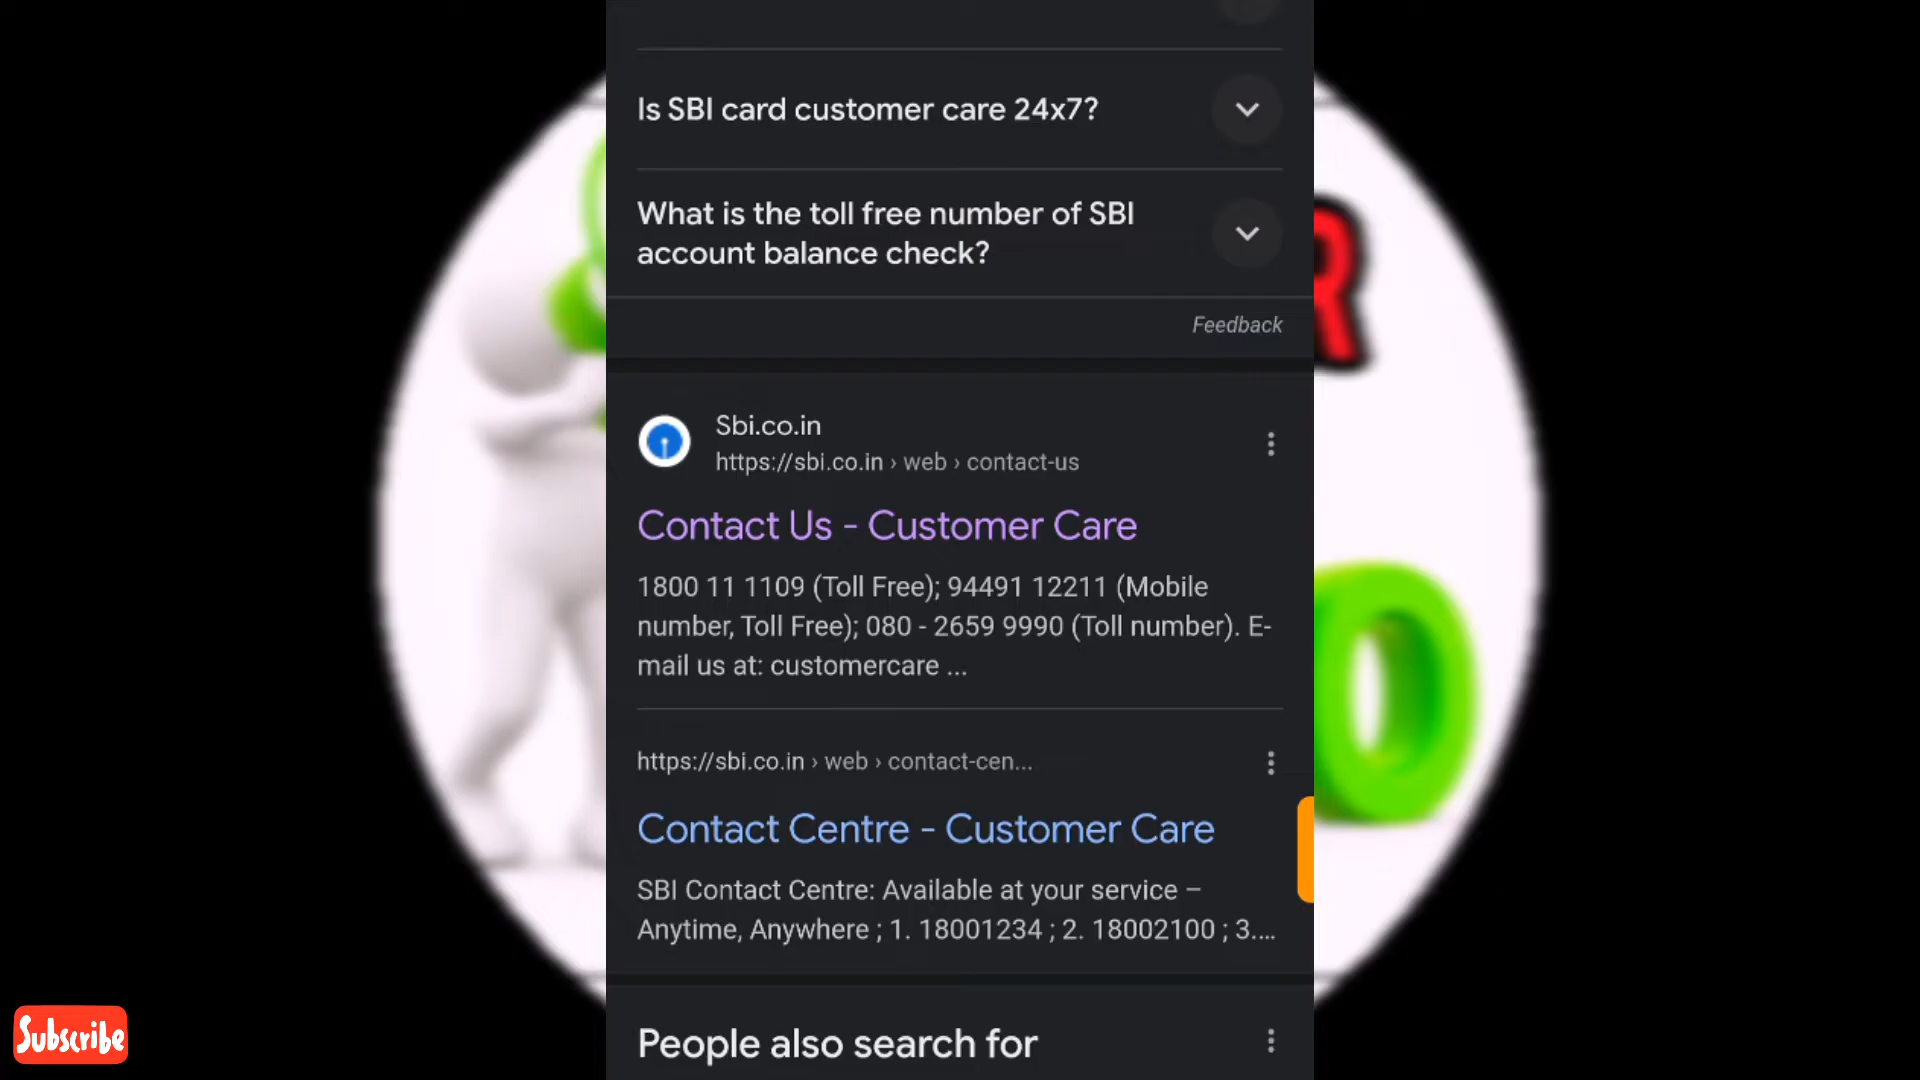 Is SBI card customer care 24x7?
What is the toll free number of SBI
account balance check?
Feedback
R
Sbi.co.in
https://sbi.co.in › web › contact-us
Contact Us - Customer Care
1800 11 1109 (Toll Free); 94491 12211 (Mobile
number, Toll Free); 080 - 2659 9990 (Toll number). E-
mail us at: customercare ...
O
https://sbi.co.in › web › contact-cen...
Contact Centre - Customer Care
SBI Contact Centre: Available at your service –
Anytime, Anywhere ; 1. 18001234 ; 2. 18002100 ; 3....
People also search for
Subscribe